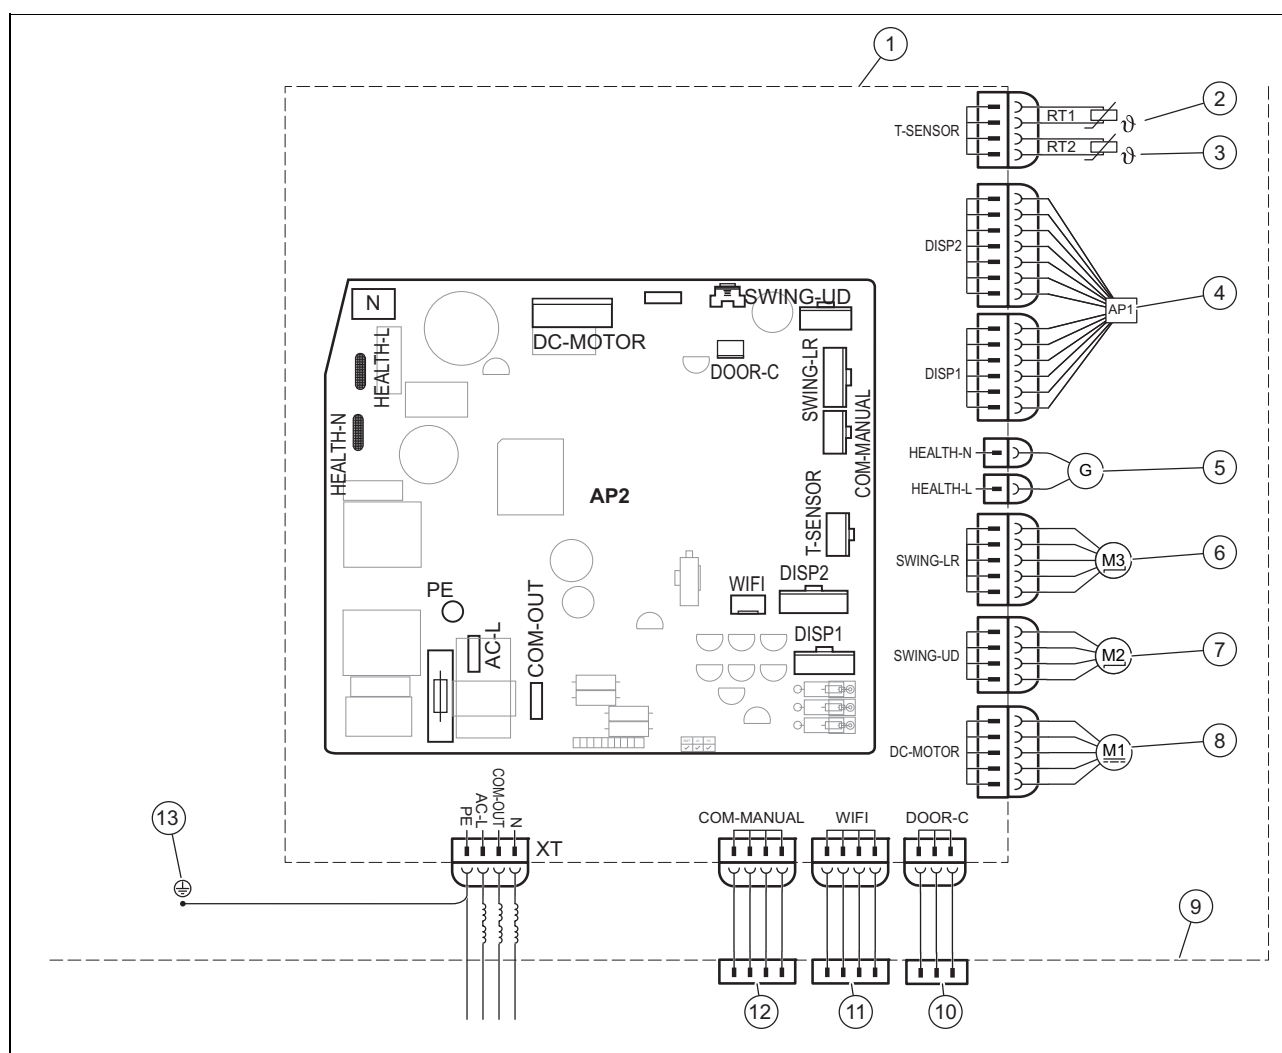 1
T-SENSOR
RT1
ϑ
2
RT2
ϑ
3
DISP2
AP1
4
DISP1
N
SWING-UD
DC-MOTOR
DOOR-C
HEALTH-L
SWING-LR
HEALTH-N
COM-MANUAL
HEALTH-N
G
5
HEALTH-L
AP2
T-SENSOR
SWING-LR
M3
6
PE
WIFI
DISP2
AC-L
COM-OUT
DISP1
SWING-UD
M2
7
DC-MOTOR
M1
8
13
PE
AC-L
COM-OUT
N
XT
COM-MANUAL
WIFI
DOOR-C
9
12
11
10